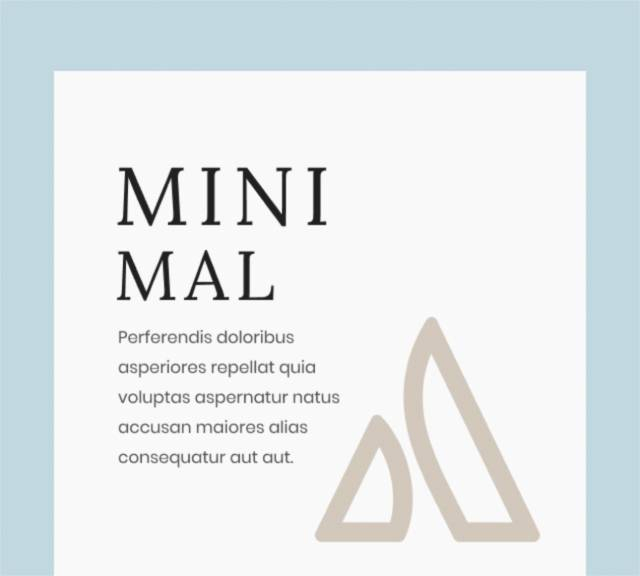 MINI
MAL
Perferendis doloribus
asperiores repellat quia
voluptas aspernatur natus
accusan maiores alias
consequatur aut aut.